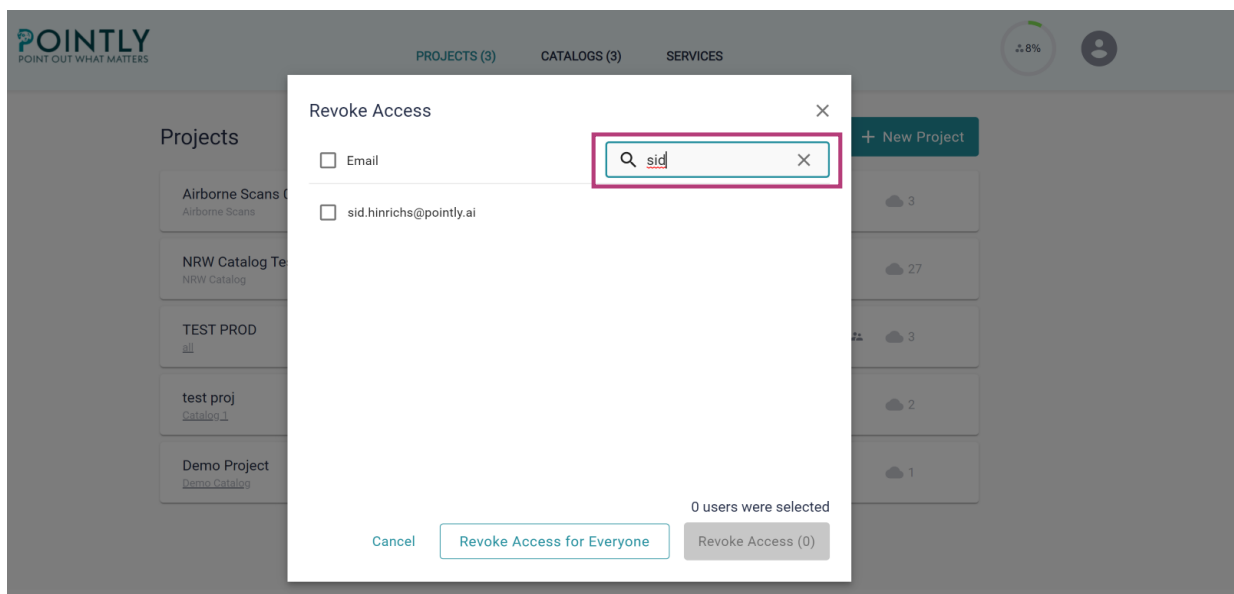 POINTLY
POINT OUT WHAT MATTERS
PROJECTS (3) CATALOGS (3) SERVICES
8%
Revoke Access
Projects
+ New Project
Email
sid
Airborne Scans
Airborne Scans
3
sid.hinrichs@pointly.ai
NRW Catalog Te
NRW Catalog
27
TEST PROD
all
3
test proj
Catalog 1
2
Demo Project
Demo Catalog
1
0 users were selected
Cancel Revoke Access for Everyone Revoke Access (0)